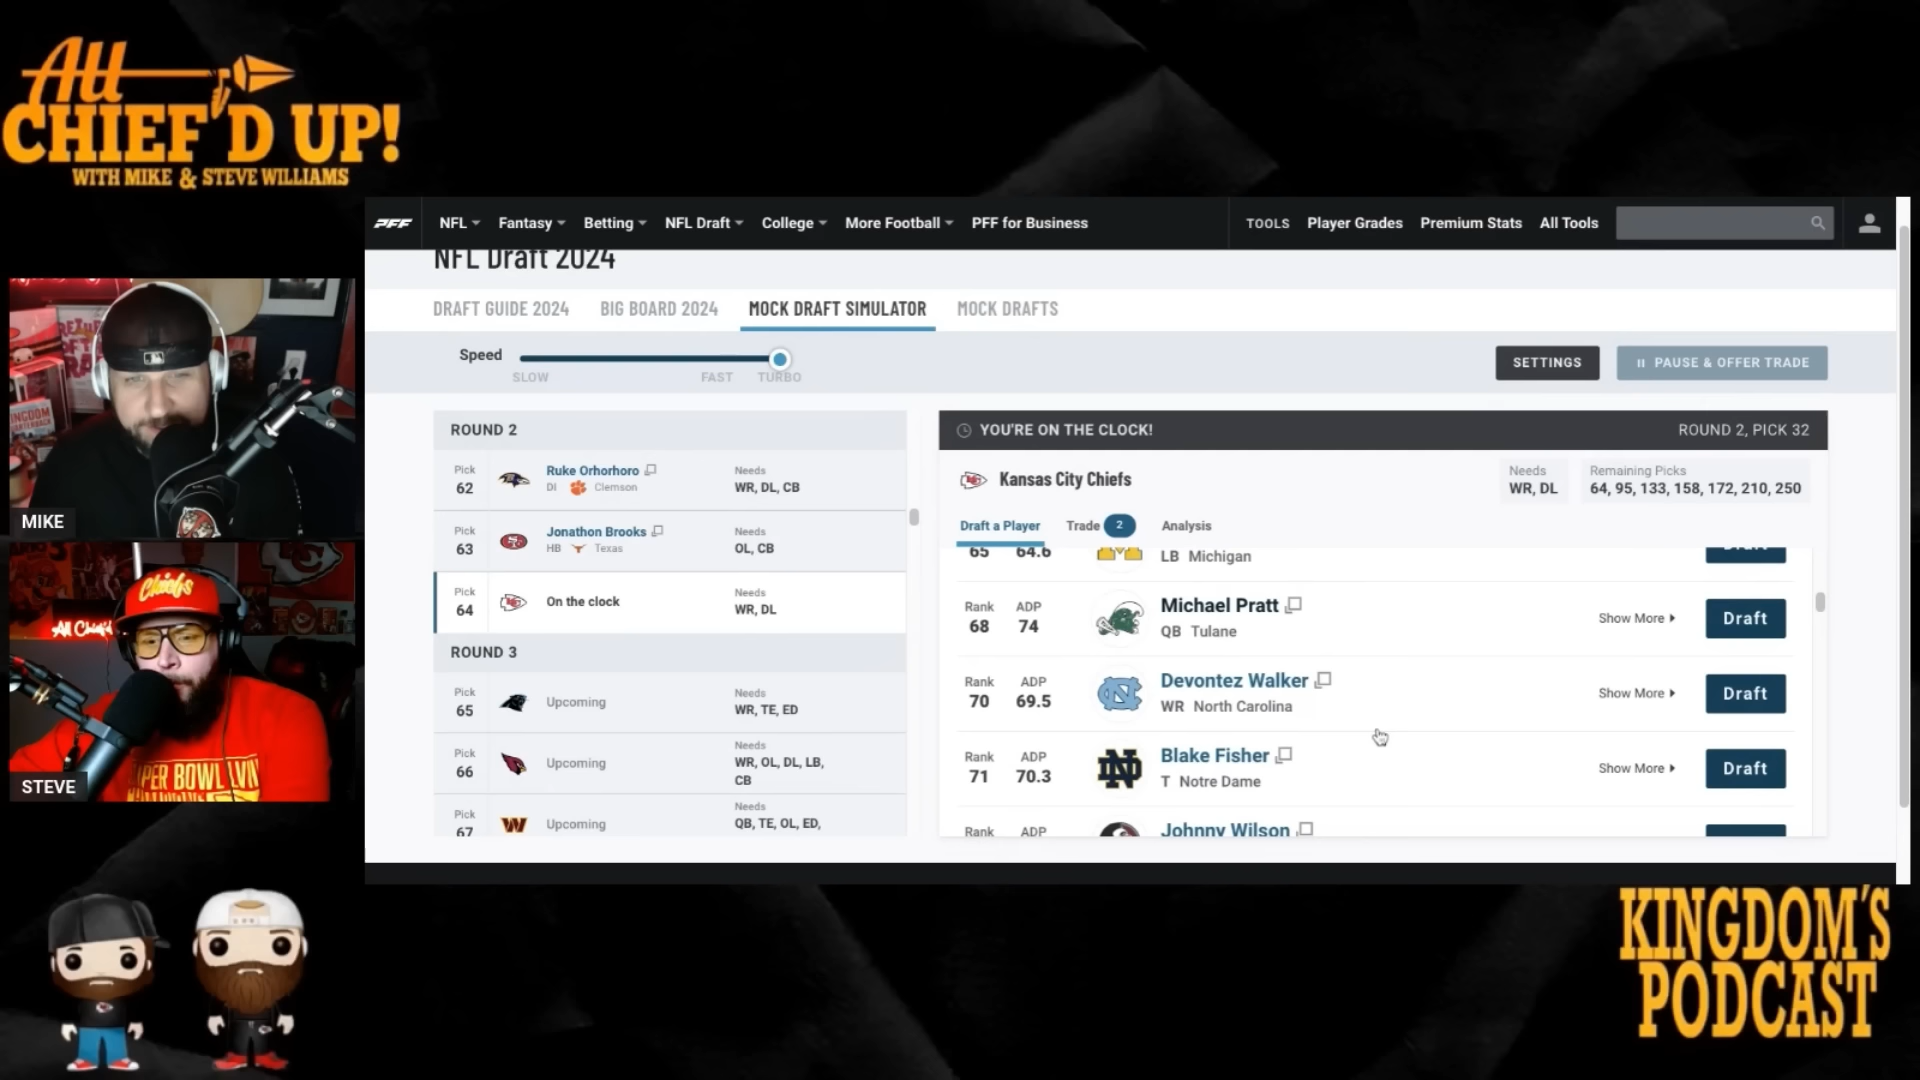 All
CHIEF'D UP!
WITH MIKE & STEVE WILLIAMS
PFF
NFL
Fantasy
Betting
NFL Draft
College
More Football
PFF for Business
TOOLS
Player Grades
Premium Stats
All Tools
NFL Draft 2024
DRAFT GUIDE 2024
BIG BOARD 2024
MOCK DRAFT SIMULATOR
MOCK DRAFTS
Speed
SLOW
FAST
TURBO
SETTINGS
PAUSE & OFFER TRADE
ROUND 2
Pick
62
Ruke Orhorhoro
DI Clemson
Needs
WR, DL, CB
Pick
63
Jonathon Brooks
HB Texas
Needs
OL, CB
Pick
64
On the clock
Needs
WR, DL
ROUND 3
Pick
65
Upcoming
Needs
WR, TE, ED
Pick
66
Upcoming
Needs
WR, OL, DL, LB,
CB
Pick
67
Upcoming
Needs
QB, TE, OL, ED,
YOU'RE ON THE CLOCK!
ROUND 2, PICK 32
Kansas City Chiefs
Needs
WR, DL
Remaining Picks
64, 95, 133, 158, 172, 210, 250
Draft a Player
Trade 2
Analysis
65
64.6
LB Michigan
Draft
Rank
68
ADP
74
Michael Pratt
QB Tulane
Show More
Draft
Rank
70
ADP
69.5
Devontez Walker
WR North Carolina
Show More
Draft
Rank
71
ADP
70.3
Blake Fisher
T Notre Dame
Show More
Draft
Rank
ADP
Johnny Wilson
MIKE
Chiefs
All Chief'd
STEVE
KINGDOM'S
PODCAST